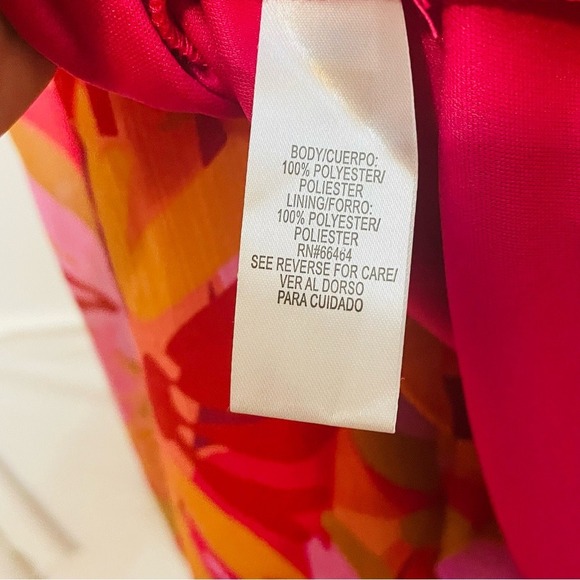 BODY/CUERPO:
100% POLYESTER/
POLIESTER
LINING/FORRO:
100% POLYESTER/
POLIESTER
RN#66464
SEE REVERSE FOR CARE/
VER AL DORSO
PARA CUIDADO